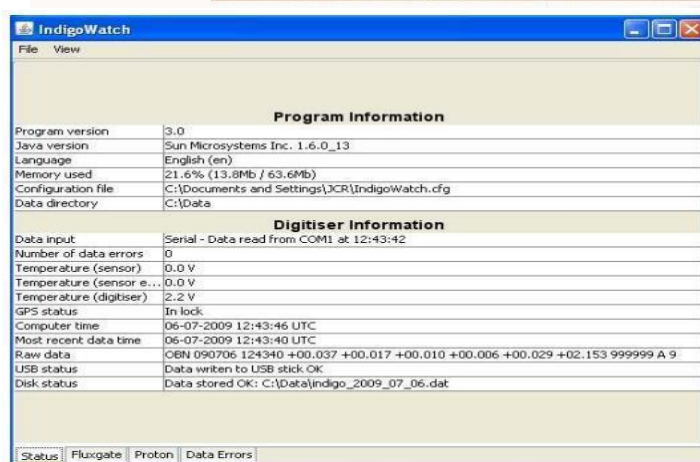 IndigoWatch
File View
Program Information
Program version 3.0
Java version Sun Microsystems Inc. 1.6.0_13
Language English (en)
Memory used 21.6% (13.8Mb / 63.6Mb)
Configuration file C:\Documents and Settings\JCR\IndigoWatch.cfg
Data directory C:\Data
Digitiser Information
Data input Serial - Data read from COM1 at 12:43:42
Number of data errors 0
Temperature (sensor) 0.0 V
Temperature (sensor e... 0.0 V
Temperature (digitiser) 2.2 V
GPS status In lock
Computer time 06-07-2009 12:43:46 UTC
Most recent data time 06-07-2009 12:43:40 UTC
Raw data OBN 090706 124340 +00.037 +00.017 +00.010 +00.006 +00.029 +02.153 999999 A 9
USB status Data writen to USB stick OK
Disk status Data stored OK: C:\Data\indigo_2009_07_06.dat
Status Fluxgate Proton Data Errors